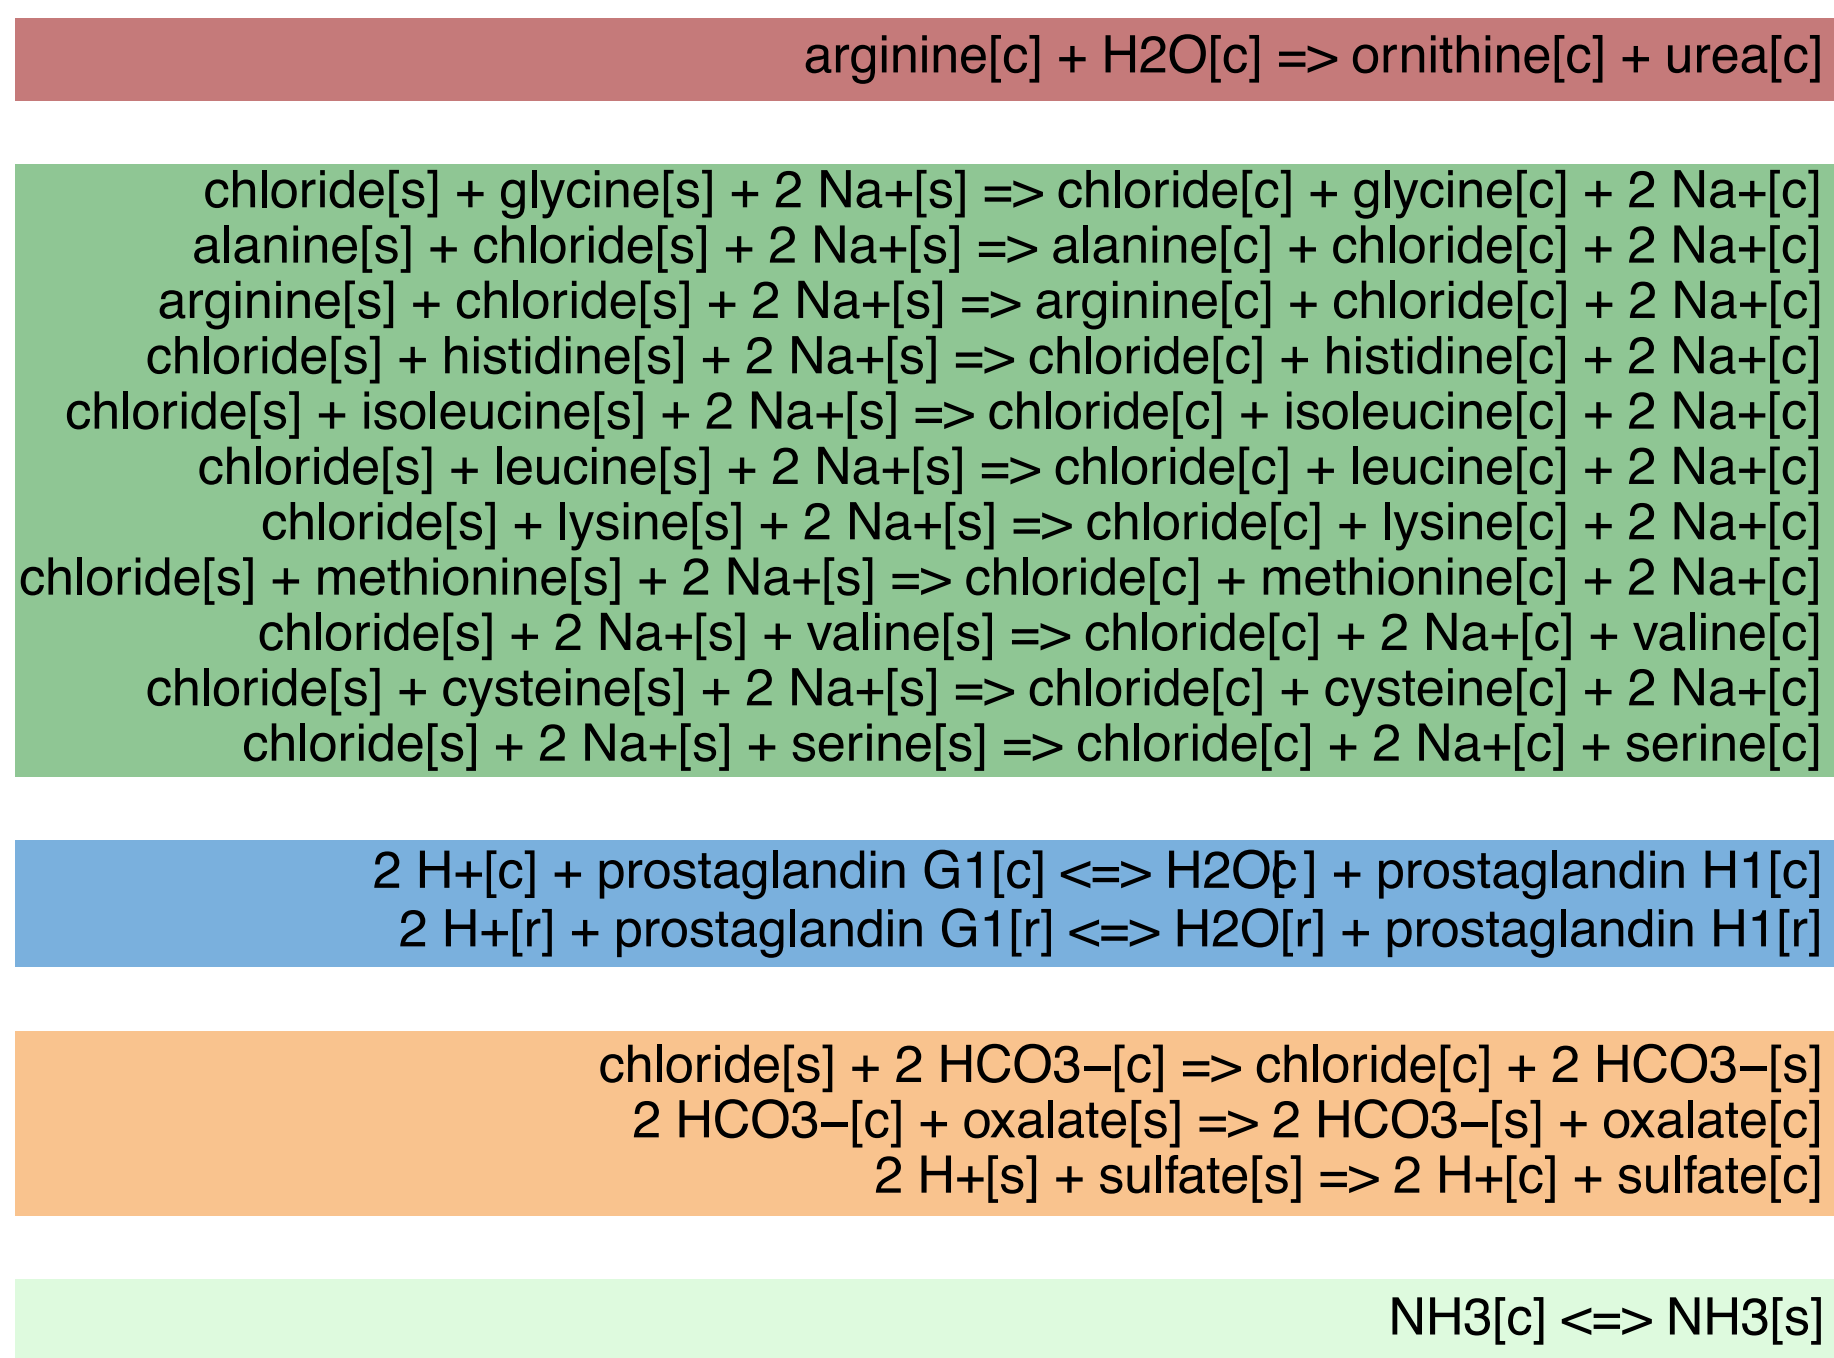 arginine[c] + H2O[c] => ornithine[c] + urea[c]
chloride[s] + glycine[s] + 2 Na+[s] => chloride[c] + glycine[c] + 2 Na+[c]
alanine[s] + chloride[s] + 2 Na+[s] => alanine[c] + chloride[c] + 2 Na+[c]
arginine[s] + chloride[s] + 2 Na+[s] => arginine[c] + chloride[c] + 2 Na+[c]
chloride[s] + histidine[s] + 2 Na+[s] => chloride[c] + histidine[c] + 2 Na+[c]
chloride[s] + isoleucine[s] + 2 Na+[s] => chloride[c] + isoleucine[c] + 2 Na+[c]
chloride[s] + leucine[s] + 2 Na+[s] => chloride[c] + leucine[c] + 2 Na+[c]
chloride[s] + lysine[s] + 2 Na+[s] => chloride[c] + lysine[c] + 2 Na+[c]
chloride[s] + methionine[s] + 2 Na+[s] => chloride[c] + methionine[c] + 2 Na+[c]
chloride[s] + 2 Na+[s] + valine[s] => chloride[c] + 2 Na+[c] + valine[c]
chloride[s] + cysteine[s] + 2 Na+[s] => chloride[c] + cysteine[c] + 2 Na+[c]
chloride[s] + 2 Na+[s] + serine[s] => chloride[c] + 2 Na+[c] + serine[c]
2 H+[c] + prostaglandin G1[c] <=> H2O[c] + prostaglandin H1[c]
2 H+[r] + prostaglandin G1[r] <=> H2O[r] + prostaglandin H1[r]
chloride[s] + 2 HCO3–[c] => chloride[c] + 2 HCO3–[s]
2 HCO3–[c] + oxalate[s] => 2 HCO3–[s] + oxalate[c]
2 H+[s] + sulfate[s] => 2 H+[c] + sulfate[c]
NH3[c] <=> NH3[s]